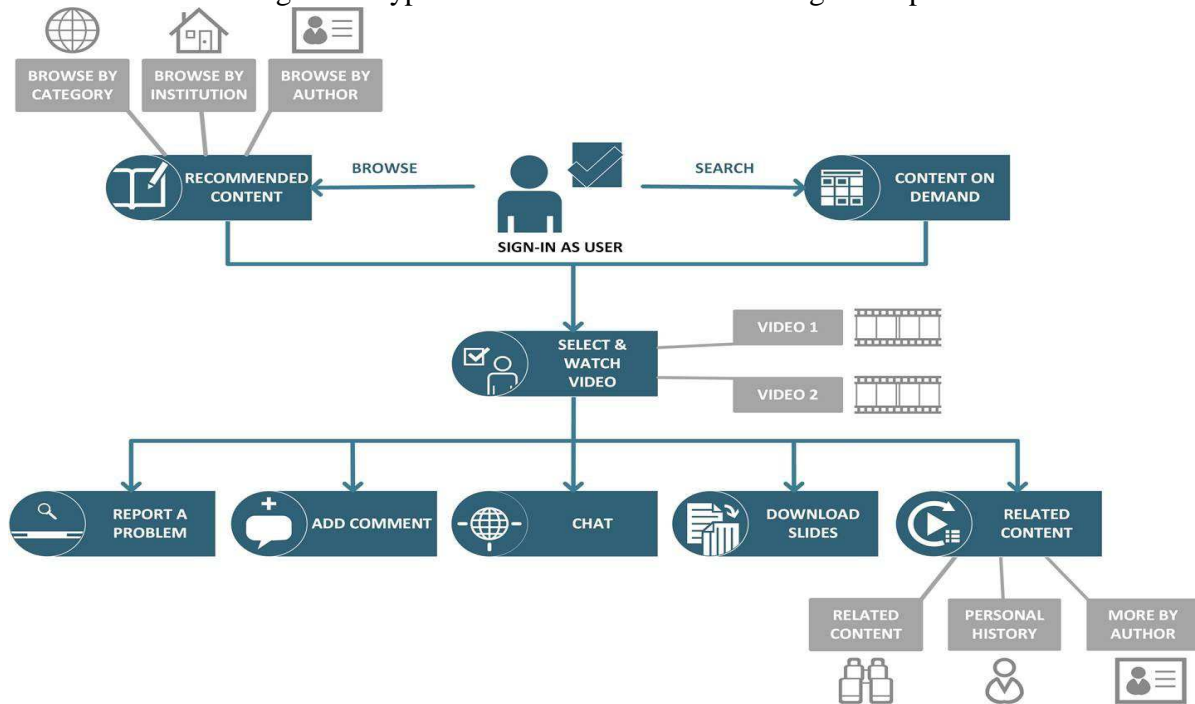 BROWSE BY
CATEGORY
BROWSE BY
INSTITUTION
BROWSE BY
AUTHOR
RECOMMENDED
CONTENT
BROWSE
SEARCH
CONTENT ON
DEMAND
SIGN-IN AS USER
SELECT &
WATCH
VIDEO
VIDEO 1
VIDEO 2
REPORT A
PROBLEM
ADD COMMENT
CHAT
DOWNLOAD
SLIDES
RELATED
CONTENT
RELATED
CONTENT
PERSONAL
HISTORY
MORE BY
AUTHOR